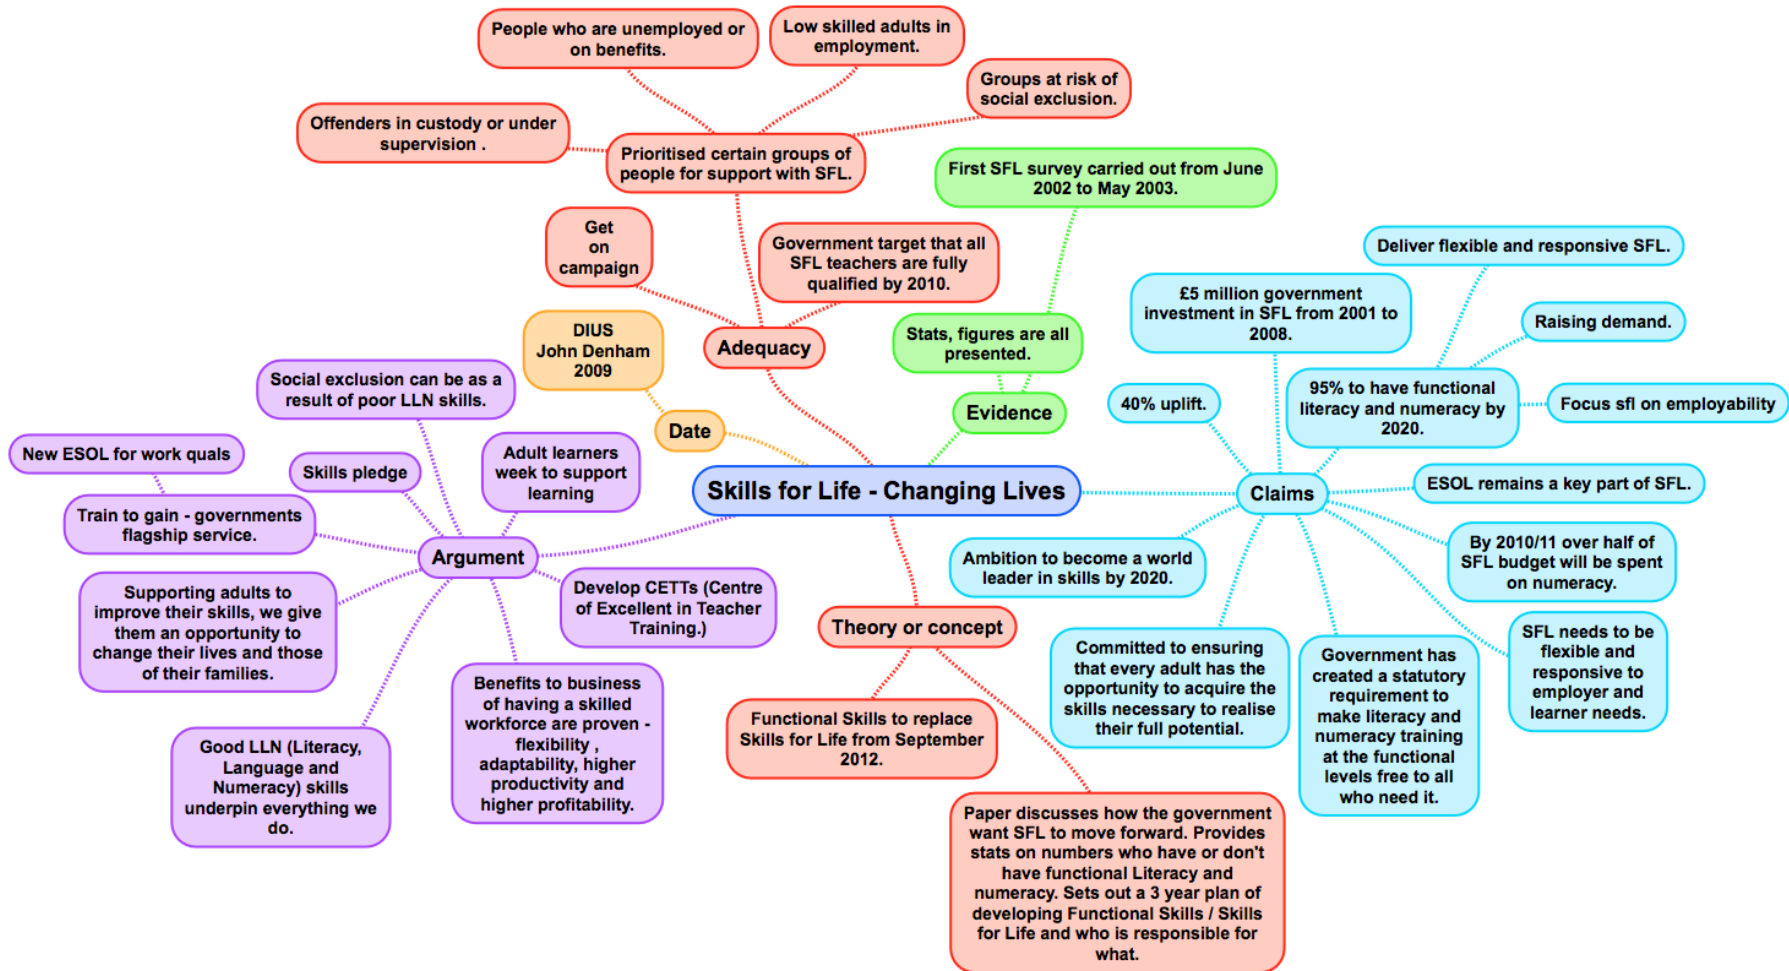 People who are unemployed or
on benefits.
Low skilled adults in
employment.
Groups at risk of
social exclusion.
Offenders in custody or under
supervision .
Prioritised certain groups of
people for support with SFL.
First SFL survey carried out from June
2002 to May 2003.
Get
on
campaign
Government target that all
SFL teachers are fully
qualified by 2010.
Deliver flexible and responsive SFL.
£5 million government
investment in SFL from 2001 to
2008.
Raising demand.
DIUS
John Denham
2009
Adequacy
Stats, figures are all
presented.
Social exclusion can be as a
result of poor LLN skills.
40% uplift.
95% to have functional
literacy and numeracy by
2020.
Focus sfl on employability
Date
Evidence
New ESOL for work quals
Skills pledge
Adult learners
week to support
learning
Skills for Life - Changing Lives
Claims
ESOL remains a key part of SFL.
Train to gain - governments
flagship service.
Argument
Ambition to become a world
leader in skills by 2020.
By 2010/11 over half of
SFL budget will be spent
on numeracy.
Supporting adults to
improve their skills, we give
them an opportunity to
change their lives and those
of their families.
Develop CETTs (Centre
of Excellent in Teacher
Training.)
Theory or concept
Committed to ensuring
that every adult has the
opportunity to acquire the
skills necessary to realise
their full potential.
Government has
created a statutory
requirement to
make literacy and
numeracy training
at the functional
levels free to all
who need it.
SFL needs to be
flexible and
responsive to
employer and
learner needs.
Good LLN (Literacy,
Language and
Numeracy) skills
underpin everything we
do.
Benefits to business
of having a skilled
workforce are proven -
flexibility ,
adaptability, higher
productivity and
higher profitability.
Functional Skills to replace
Skills for Life from September
2012.
Paper discusses how the government
want SFL to move forward. Provides
stats on numbers who have or don't
have functional Literacy and
numeracy. Sets out a 3 year plan of
developing Functional Skills / Skills
for Life and who is responsible for
what.